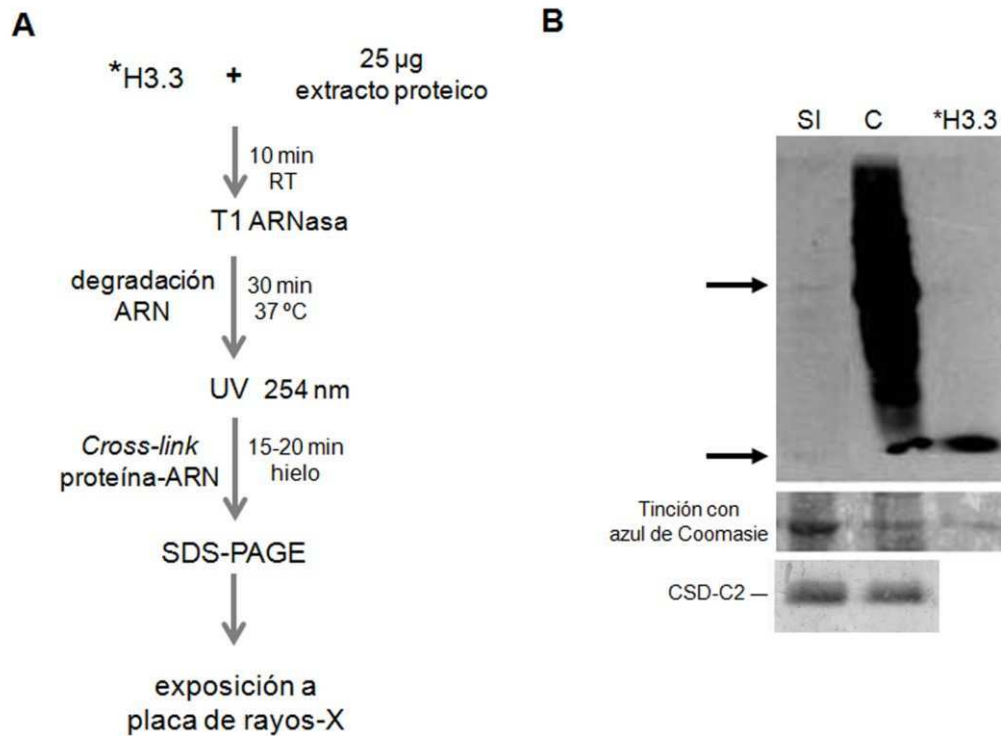 A
*H3.3 + 25 µg
extracto proteico
10 min
RT
T1 ARNasa
degradación
ARN
30 min
37 ºC
UV 254 nm
Cross-link
proteína-ARN
15-20 min
hielo
SDS-PAGE
exposición a
placa de rayos-X
B
SI C *H3.3
Tinción con
azul de Coomasie
CSD-C2 –